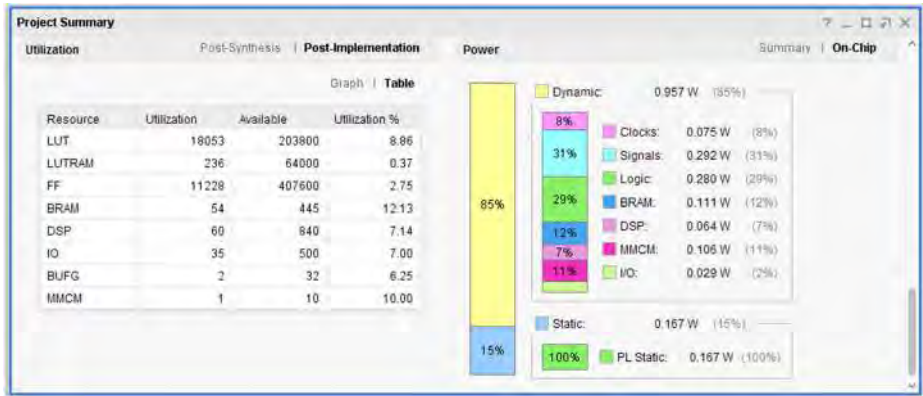 Project Summary
Utilization Post-Synthesis | Post-Implementation
Graph | Table
Resource Utilization Available Utilization %
LUT 18053 203800 8.86
LUTRAM 236 64000 0.37
FF 11228 407600 2.75
BRAM 54 445 12.13
DSP 60 840 7.14
IO 35 500 7.00
BUFG 2 32 6.25
MMCM 1 10 10.00
Power Summary | On-Chip
85%
15%
Dynamic: 0.957 W (85%)
8%
31%
29%
12%
7%
11%
Clocks: 0.075 W (8%)
Signals: 0.292 W (31%)
Logic: 0.280 W (29%)
BRAM: 0.111 W (12%)
DSP: 0.064 W (7%)
MMCM: 0.106 W (11%)
I/O: 0.029 W (2%)
Static: 0.167 W (15%)
100% PL Static: 0.167 W (100%)